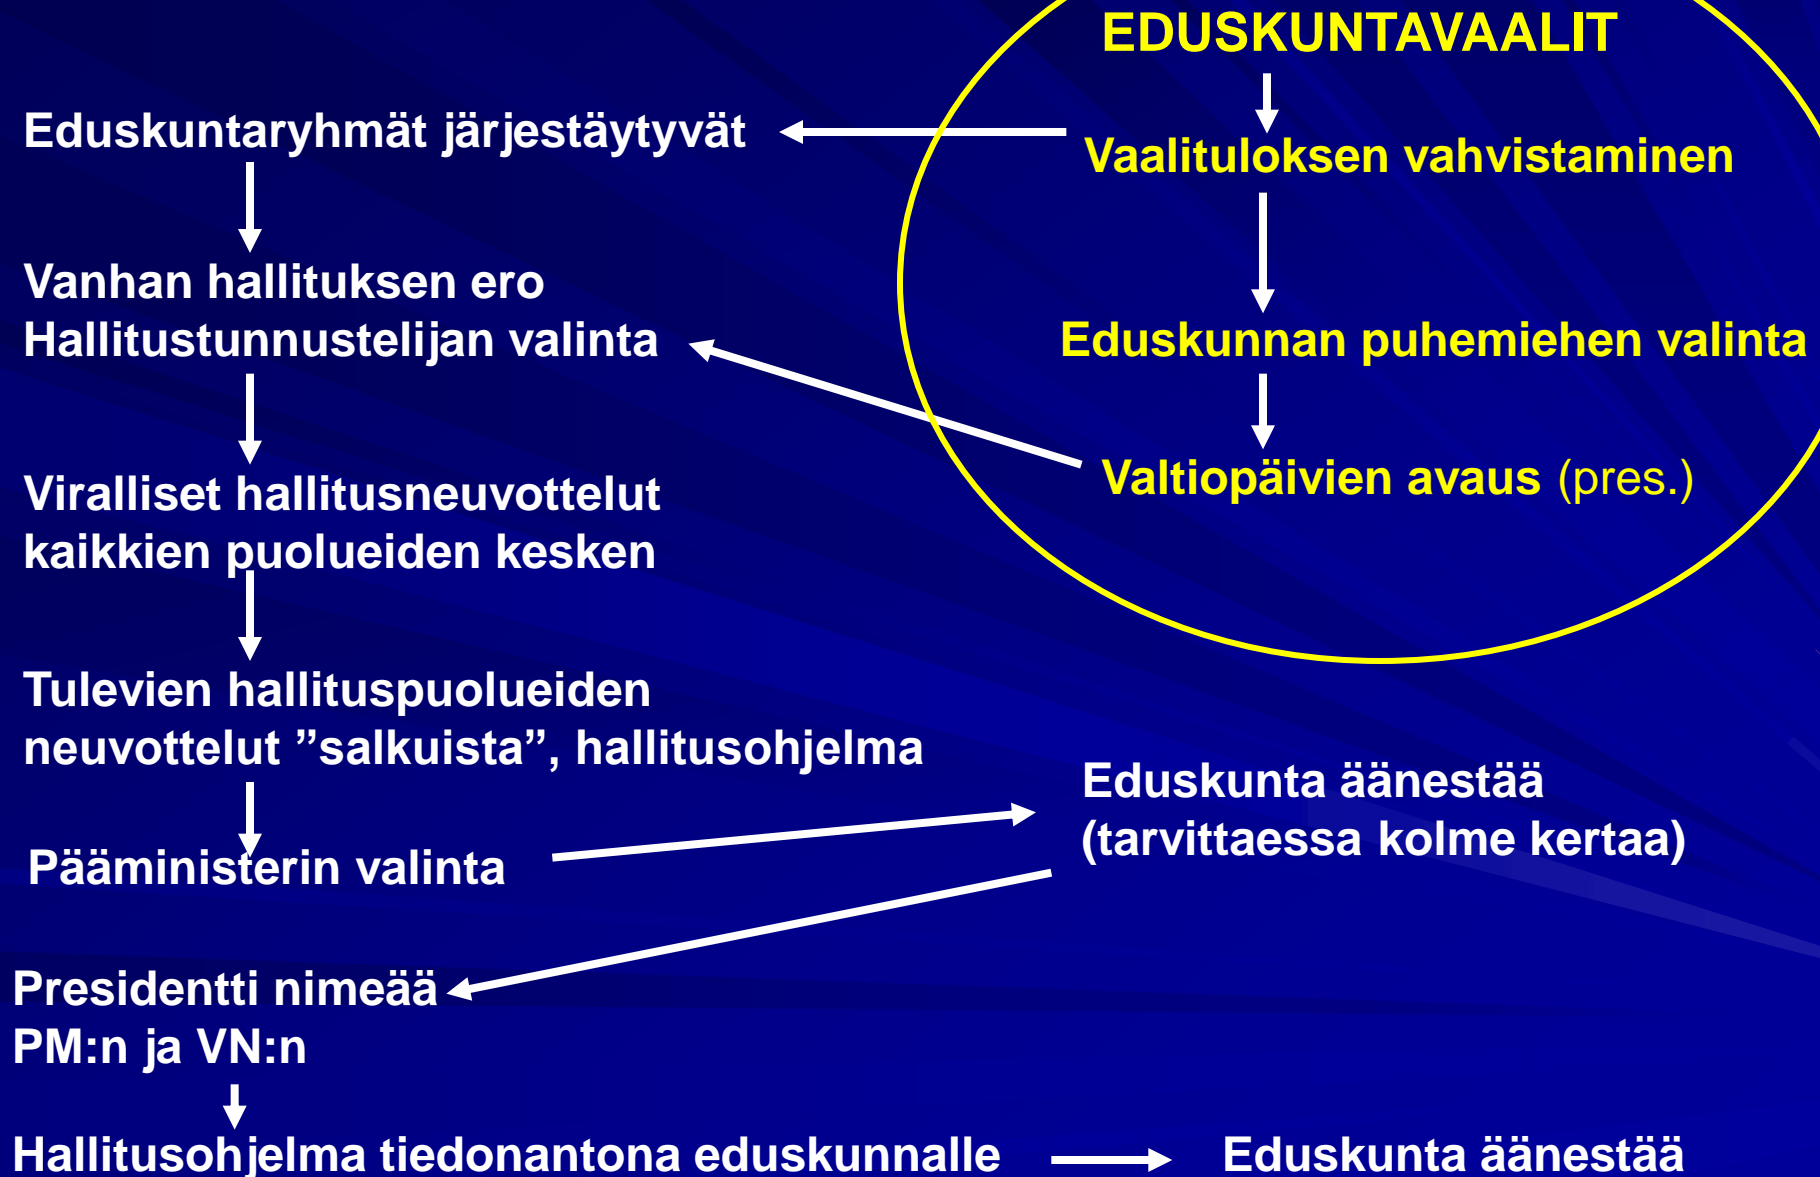 EDUSKUNTAVAALIT
Eduskuntaryhmät järjestäytyvät
Vaalituloksen vahvistaminen
Vanhan hallituksen ero
Hallitustunnustelijan valinta
Eduskunnan puhemiehen valinta
Valtiopäivien avaus (pres.)
Viralliset hallitusneuvottelut
kaikkien puolueiden kesken
Tulevien hallituspuolueiden
neuvottelut ”salkuista”, hallitusohjelma
Eduskunta äänestää
(tarvittaessa kolme kertaa)
Pääministerin valinta
Presidentti nimeää
PM:n ja VN:n
Hallitusohjelma tiedonantona eduskunnalle
Eduskunta äänestää